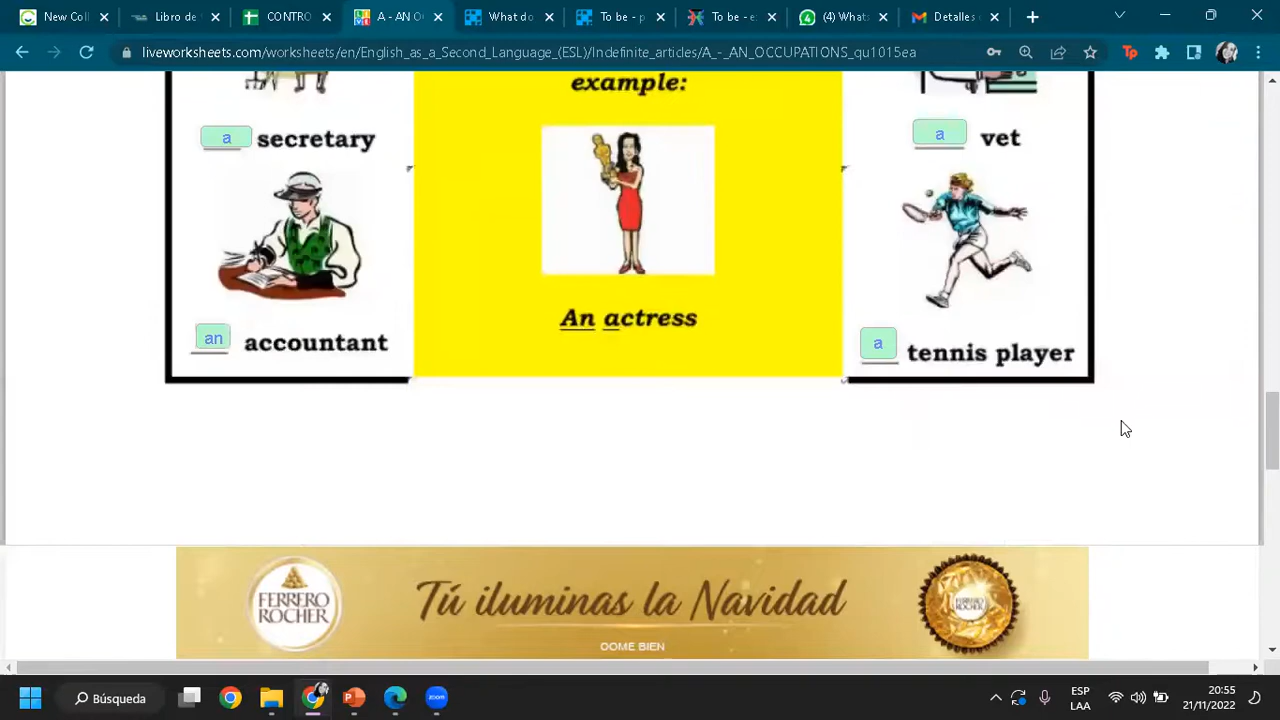 New Coll
Libro de
CONTRO
A - AN O
What do
To be - p
To be - e
(4) Whats
Detalles
liveworksheets.com/worksheets/en/English_as_a_Second_Language_(ESL)/Indefinite_articles/A_-_AN_OCCUPATIONS_qu1015ea
example:
a secretary
a vet
An actress
an accountant
a tennis player
FERRERO
ROCHER
Tú iluminas la Navidad
COME BIEN
Búsqueda
zoom
ESP
LAA
20:55
21/11/2022